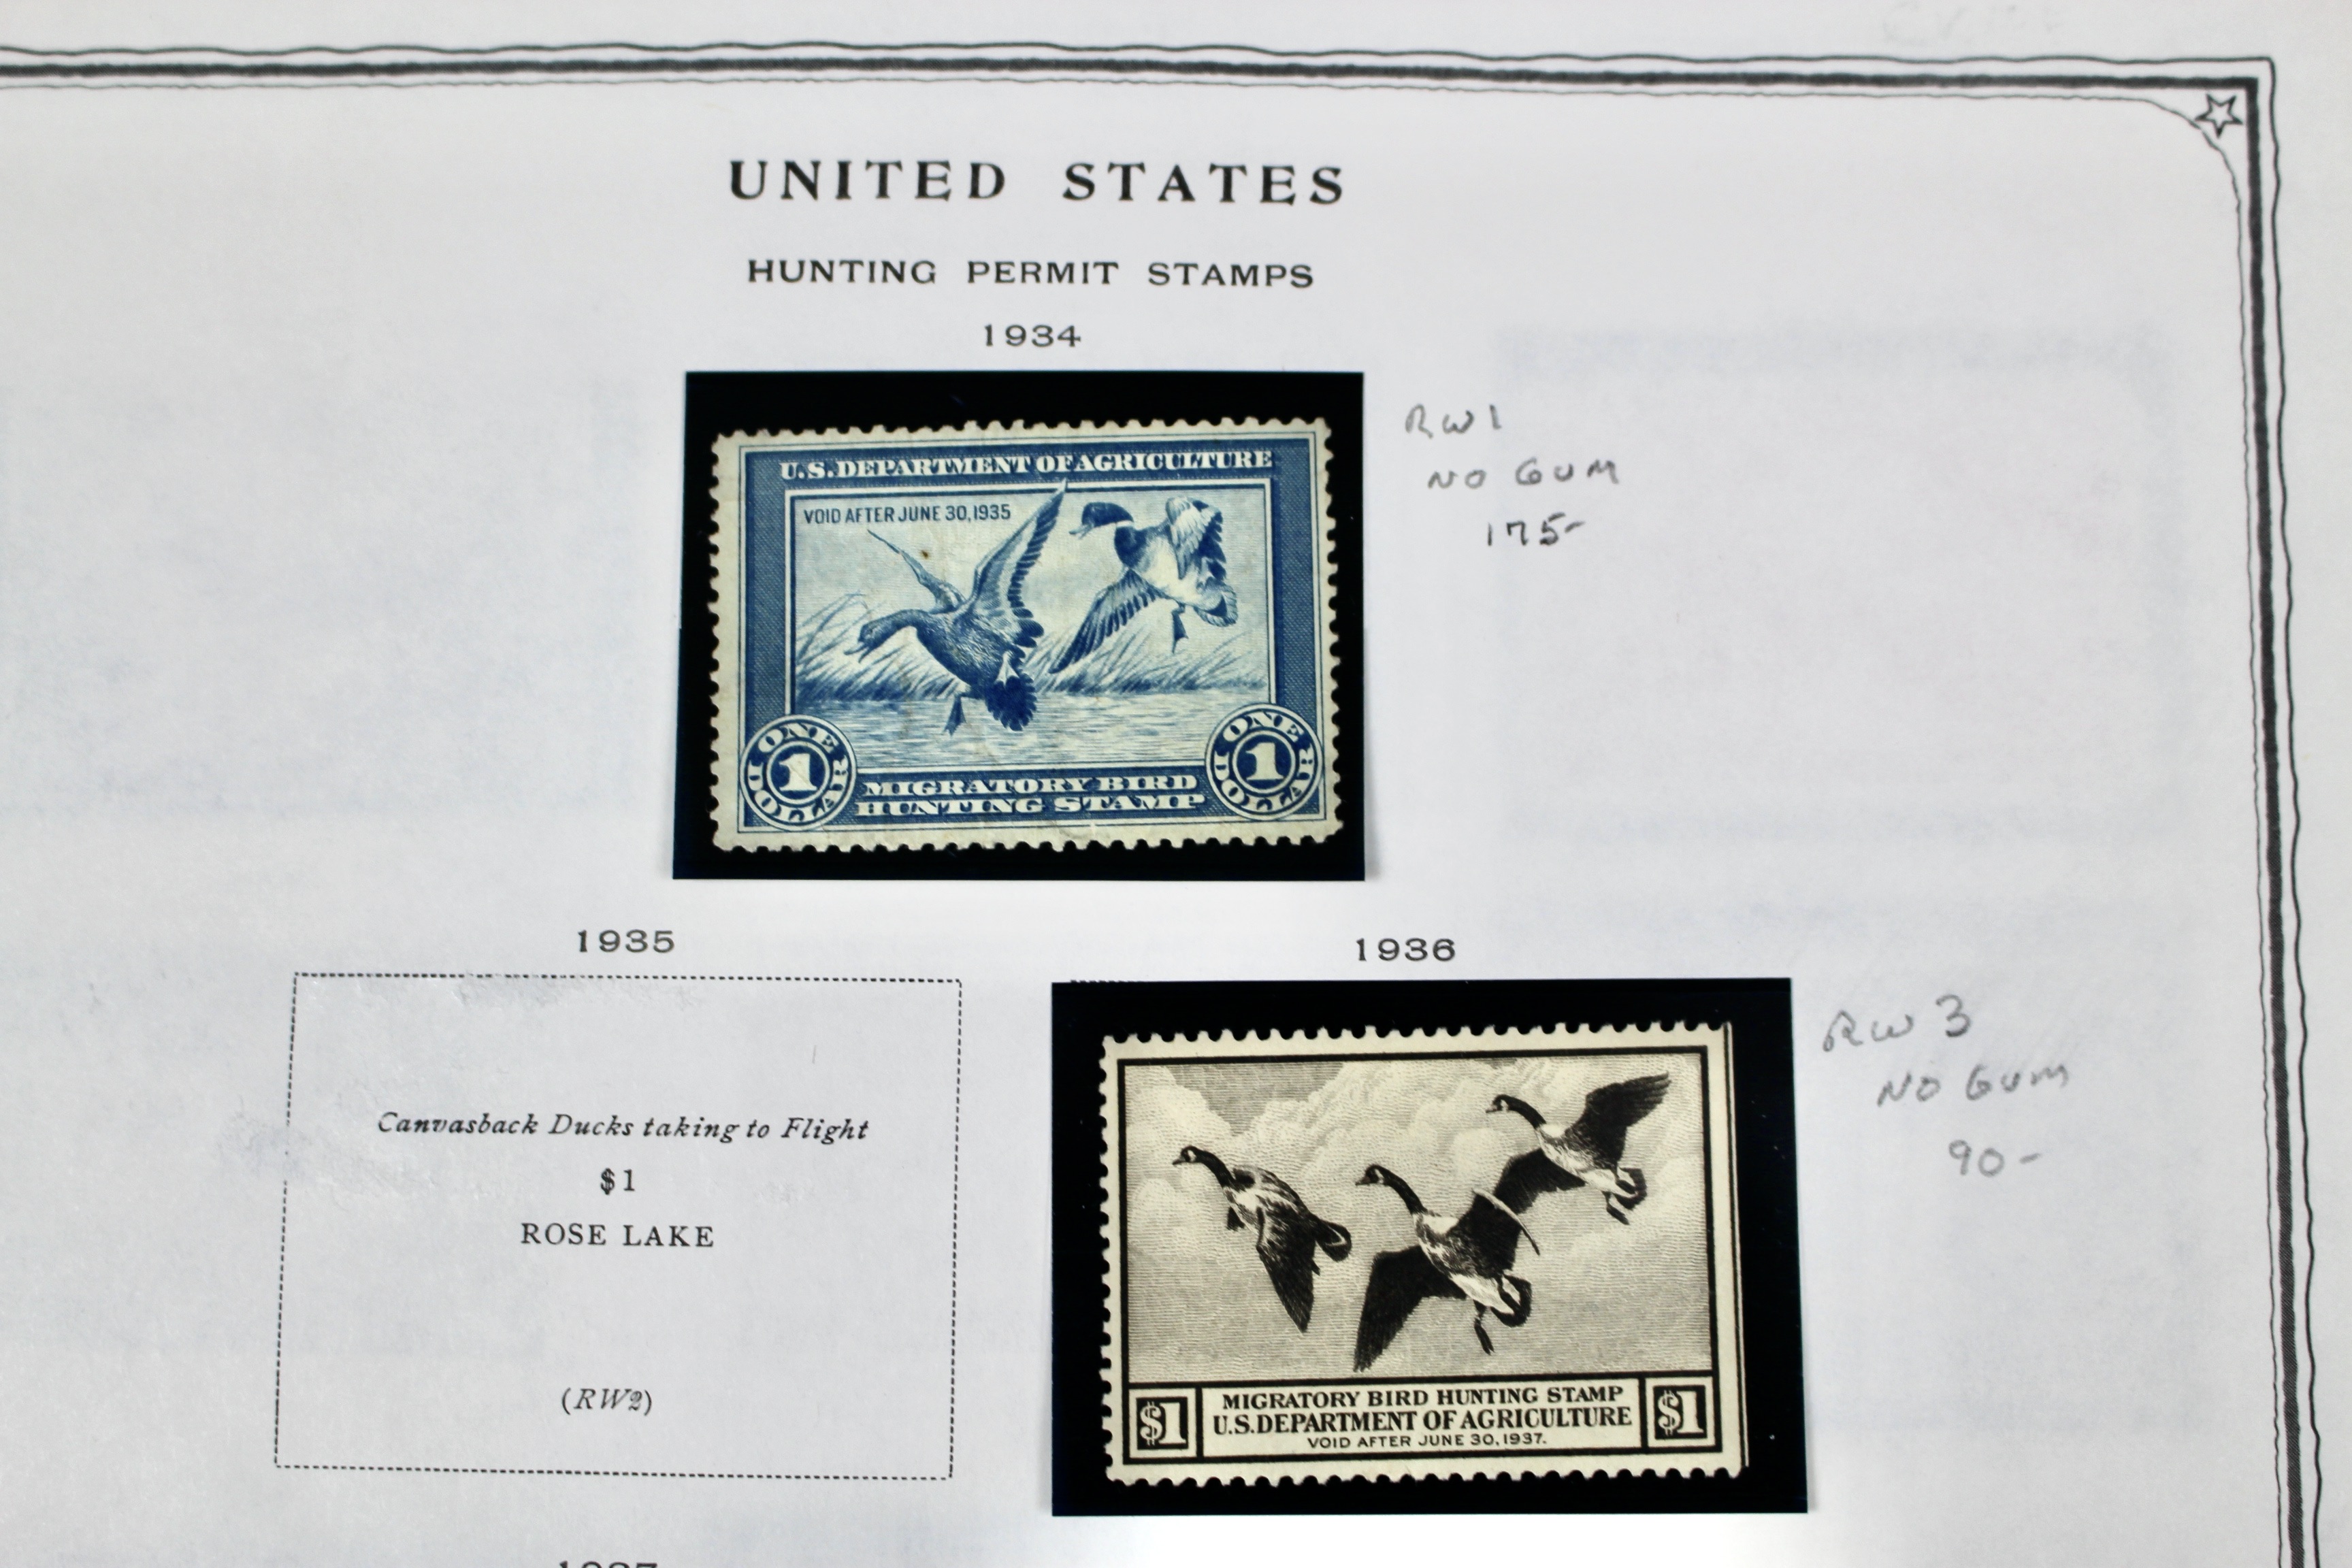 UNITED STATES
HUNTING PERMIT STAMPS
1934
U.S. DEPARTMENT OF AGRICULTURE
VOID AFTER JUNE 30, 1935
ONE DOLLAR
1
ONE DOLLAR
1
MIGRATORY BIRD
HUNTING STAMP
RW1
NO GUM
175-
1935
Canvasback Ducks taking to Flight
$1
ROSE LAKE
(RW2)
1936
$1
MIGRATORY BIRD HUNTING STAMP
U.S. DEPARTMENT OF AGRICULTURE
VOID AFTER JUNE 30, 1937.
$1
RW3
NO GUM
90-
1937